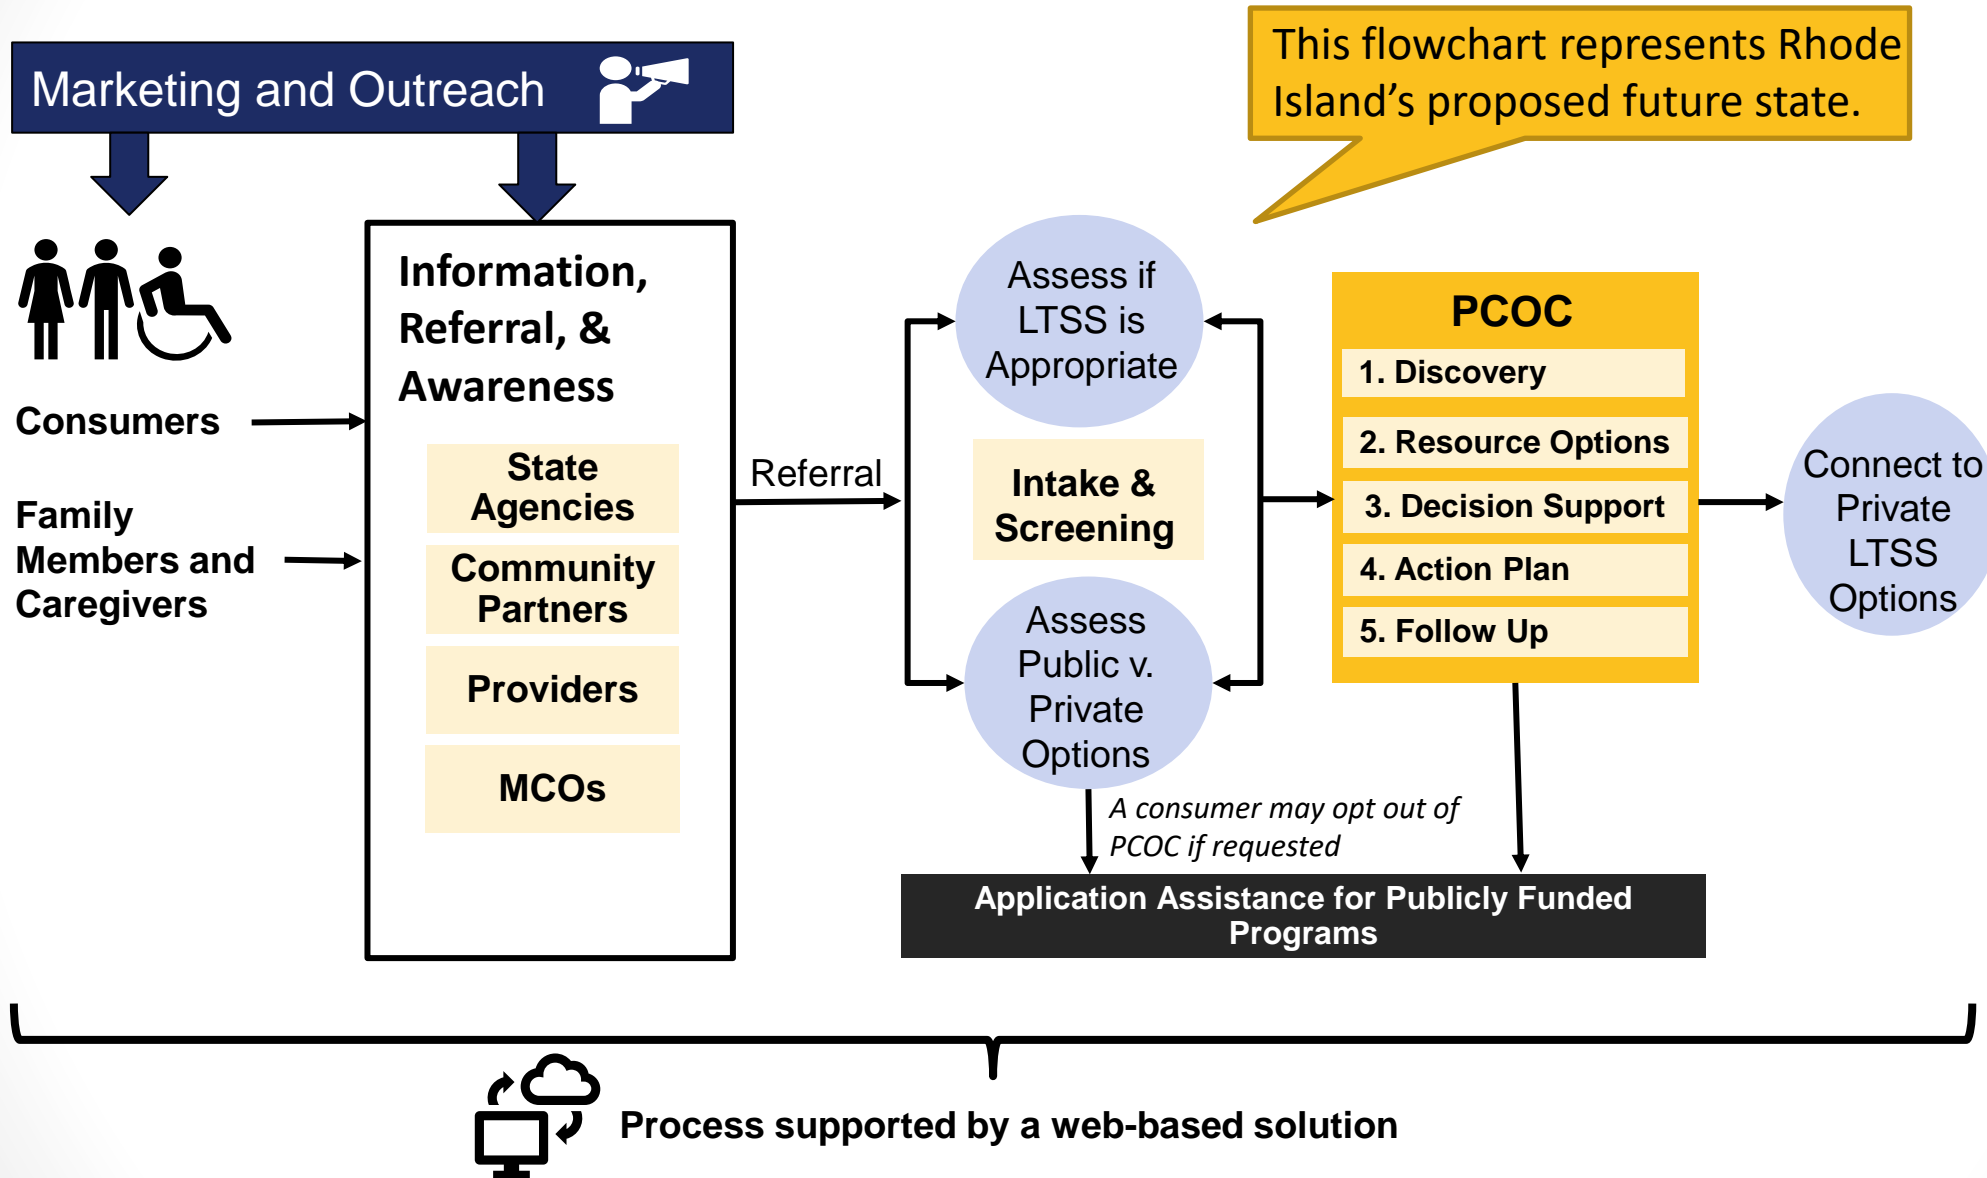 Marketing and Outreach
This flowchart represents Rhode
Island’s proposed future state.
Consumers
Family
Members and
Caregivers
Information,
Referral, &
Awareness
State
Agencies
Community
Partners
Providers
MCOs
Referral
Assess if
LTSS is
Appropriate
Intake &
Screening
Assess
Public v.
Private
Options
A consumer may opt out of
PCOC if requested
PCOC
1. Discovery
2. Resource Options
3. Decision Support
4. Action Plan
5. Follow Up
Connect to
Private
LTSS
Options
Application Assistance for Publicly Funded
Programs
Process supported by a web-based solution